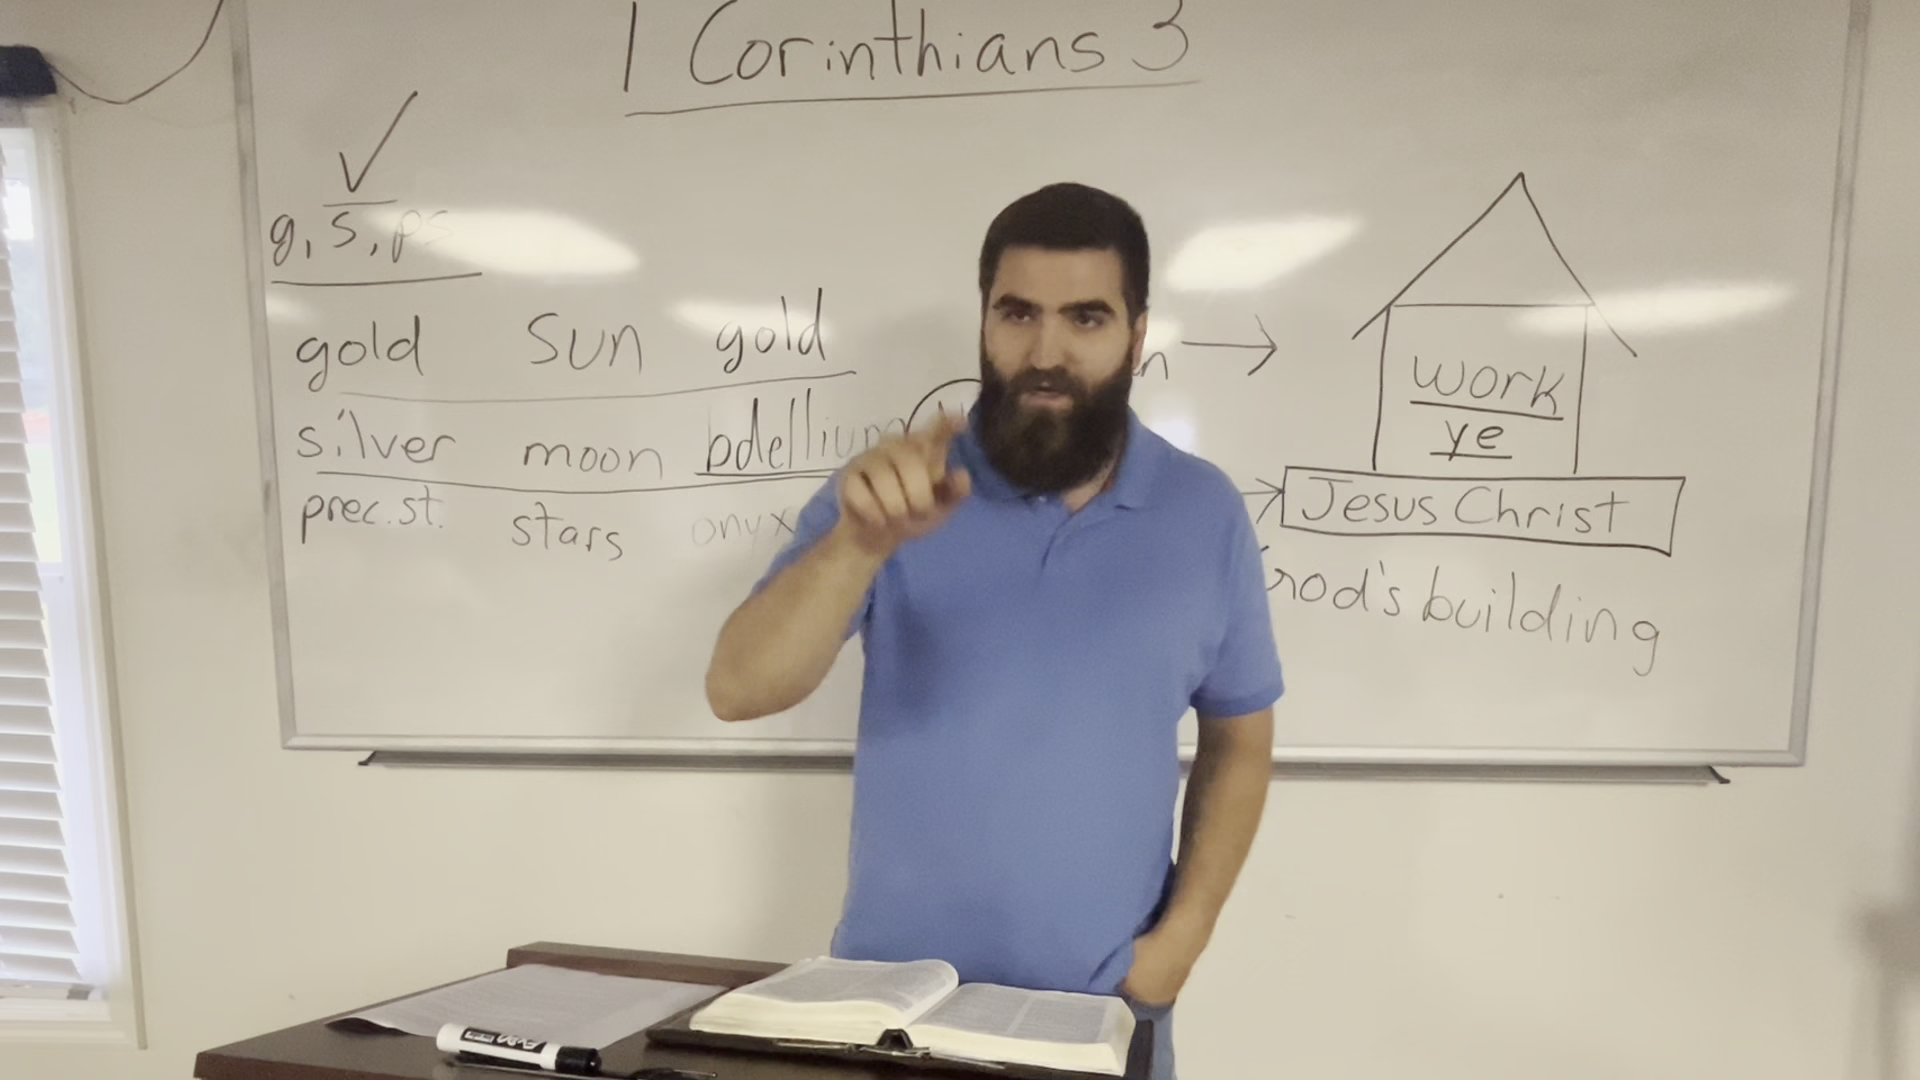 1 Corinthians 3
g, s, ps
gold sun gold
silver moon bdellium
prec. st. stars onyx
work
ye
Jesus Christ
God's building